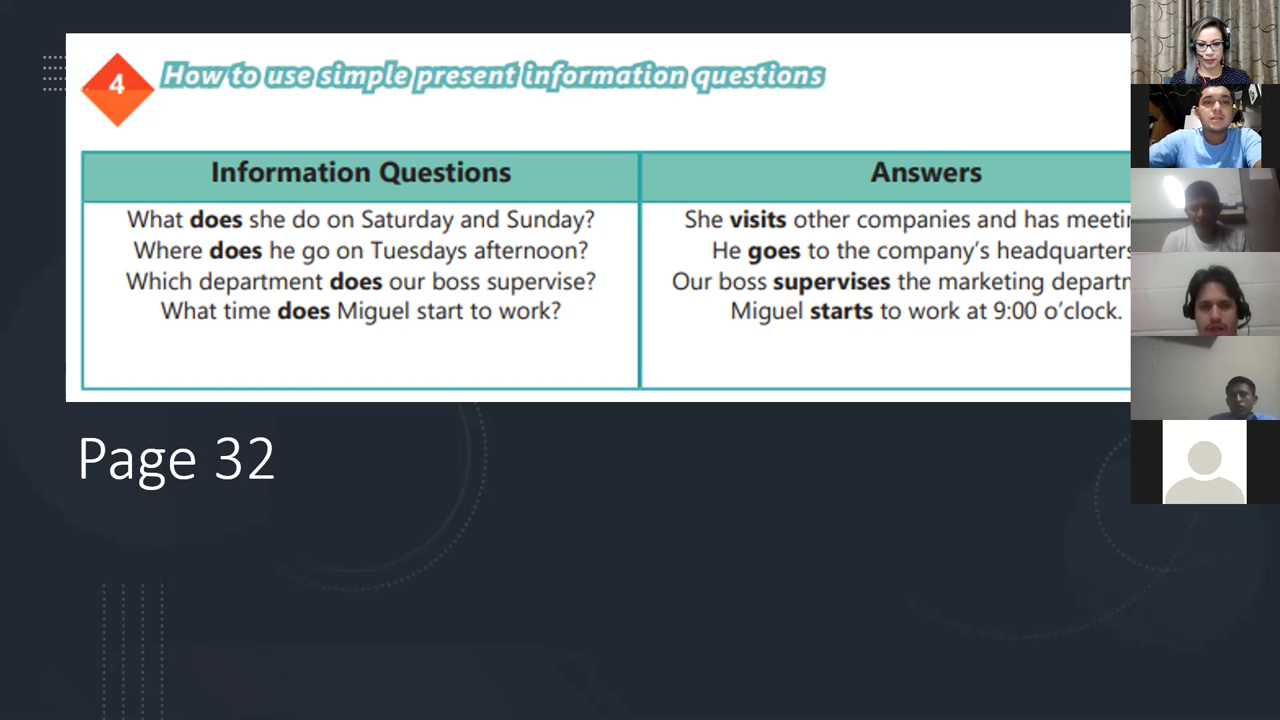 4
How to use simple present information questions
Information Questions
Answers
What does she do on Saturday and Sunday?
She visits other companies and has
Where does he go on Tuesdays afternoon?
He goes to the company's headquarters
Which department does our boss supervise?
Our boss supervises the marketing
What time does Miguel start to work?
Miguel starts to work at 9:00 o'clock.
Page 32